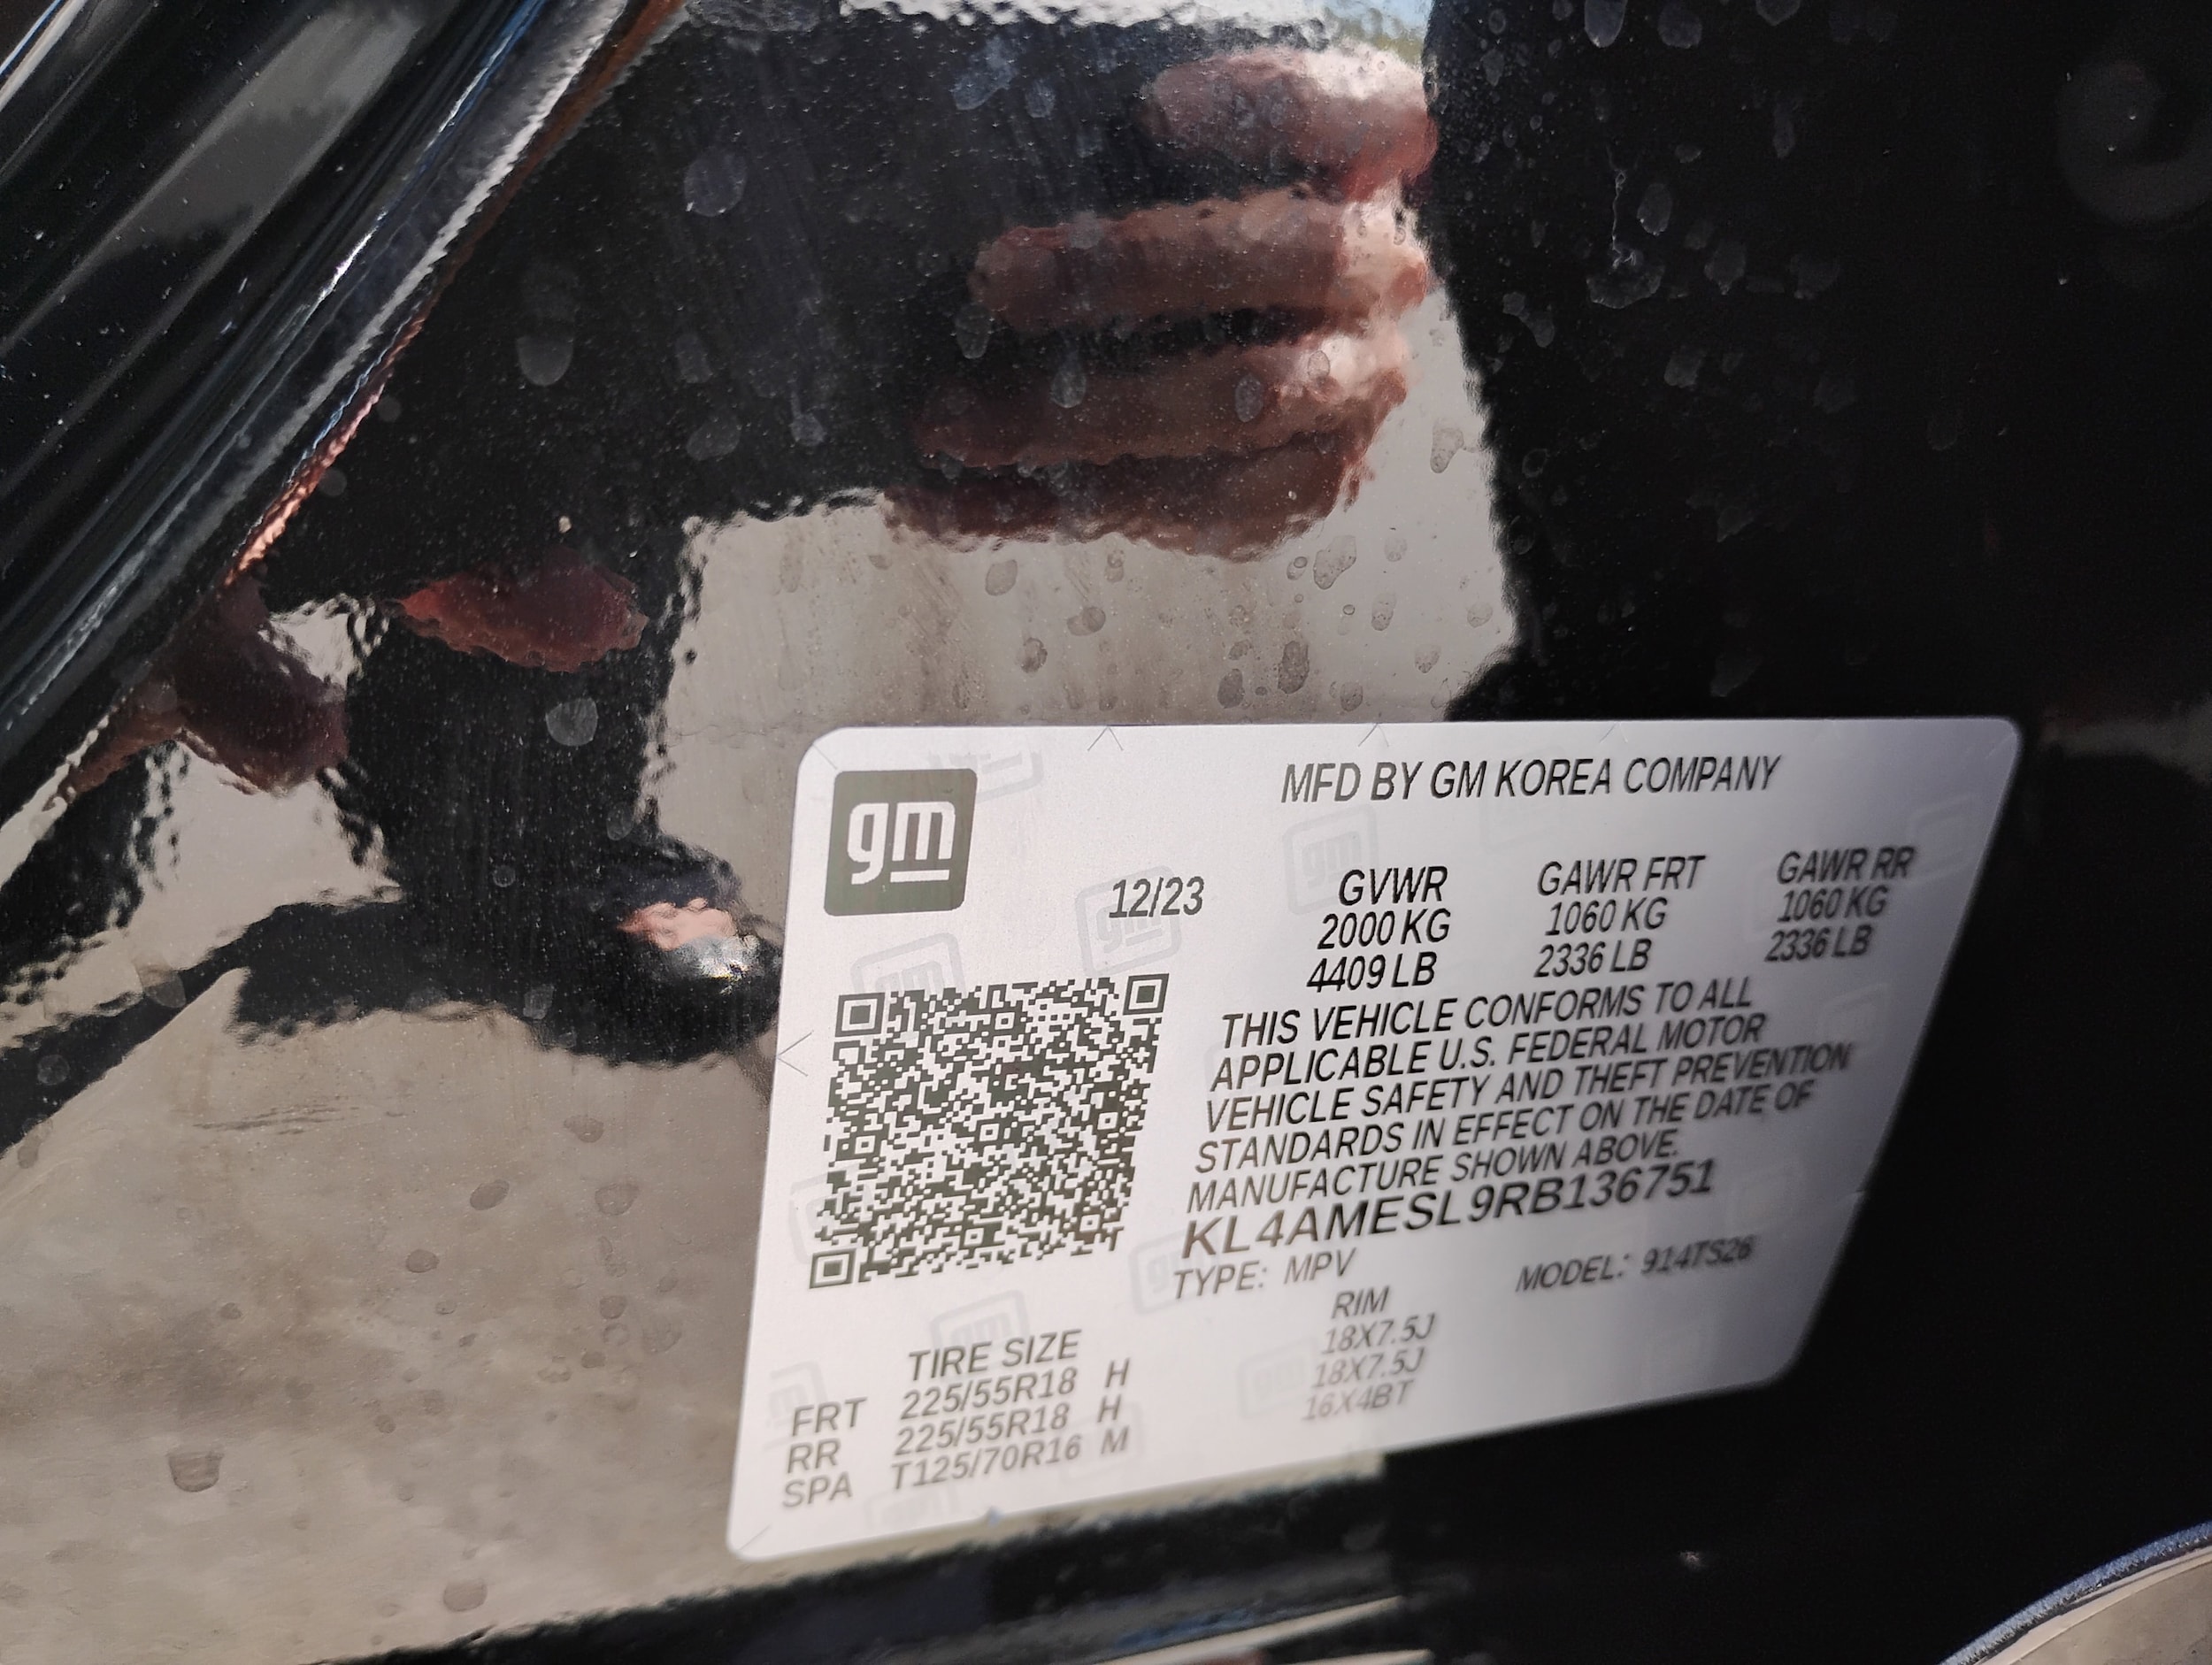 gm
MFD BY GM KOREA COMPANY
12/23
GVWR GAWR FRT GAWR RR
2000 KG 1060 KG 1060 KG
4409 LB 2336 LB 2336 LB
THIS VEHICLE CONFORMS TO ALL
APPLICABLE U.S. FEDERAL MOTOR
VEHICLE SAFETY AND THEFT PREVENTION
STANDARDS IN EFFECT ON THE DATE OF
MANUFACTURE SHOWN ABOVE.
KL4AMESL9RB136751
TYPE: MPV MODEL: 914TS26
TIRE SIZE RIM
FRT 225/55R18 H 18X7.5J
RR 225/55R18 H 18X7.5J
SPA T125/70R16 M 16X4BT